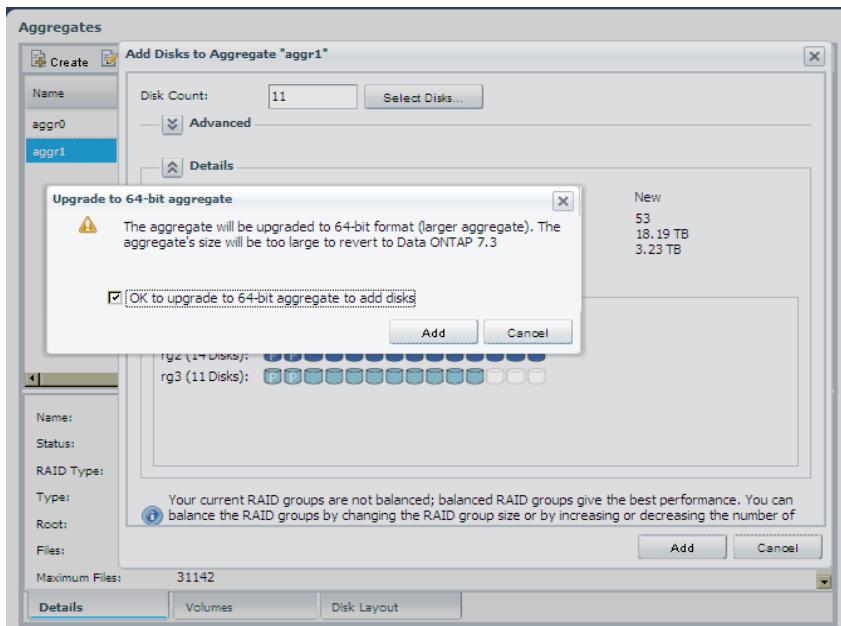 Aggregates
Create
Add Disks to Aggregate "aggr1"
Name
Disk Count:
11
Select Disks...
aggr0
Advanced
aggr1
Details
Upgrade to 64-bit aggregate
New
The aggregate will be upgraded to 64-bit format (larger aggregate). The
aggregate's size will be too large to revert to Data ONTAP 7.3
53
18.19 TB
3.23 TB
OK to upgrade to 64-bit aggregate to add disks
Add
Cancel
rg2 (14 Disks):
P P
rg3 (11 Disks):
P P
Name:
Status:
RAID Type:
Type:
Root:
Files:
Your current RAID groups are not balanced; balanced RAID groups give the best performance. You can
balance the RAID groups by changing the RAID group size or by increasing or decreasing the number of
Add
Cancel
Maximum Files:
31142
Details
Volumes
Disk Layout